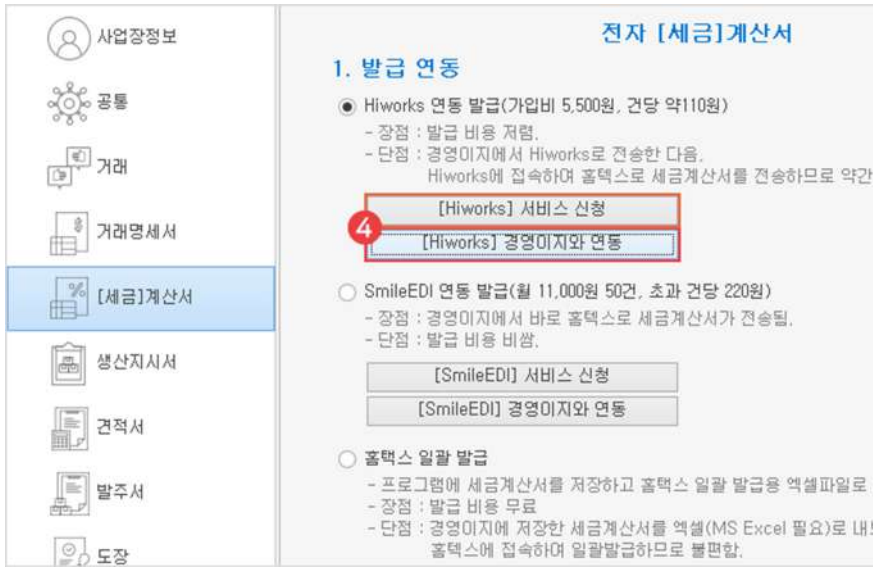 사업장정보
공통
거래
거래명세서
[세금]계산서
생산지시서
견적서
발주서
도장
전자 [세금]계산서
1. 발급 연동
Hiworks 연동 발급(가입비 5,500원, 건당 약110원)
- 장점 : 발급 비용 저렴.
- 단점 : 경영이지에서 Hiworks로 전송한 다음,
Hiworks에 접속하여 홈텍스로 세금계산서를 전송하므로 약간
[Hiworks] 서비스 신청
4
[Hiworks] 경영이지와 연동
SmileEDI 연동 발급(월 11,000원 50건, 초과 건당 220원)
- 장점 : 경영이지에서 바로 홈텍스로 세금계산서가 전송됨.
- 단점 : 발급 비용 비쌈.
[SmileEDI] 서비스 신청
[SmileEDI] 경영이지와 연동
홈택스 일괄 발급
- 프로그램에 세금계산서를 저장하고 홈택스 일괄 발급용 엑셀파일로
- 장점 : 발급 비용 무료
- 단점 : 경영이지에 저장한 세금계산서를 엑셀(MS Excel 필요)로 내
홈텍스에 접속하여 일괄발급하므로 불편함.